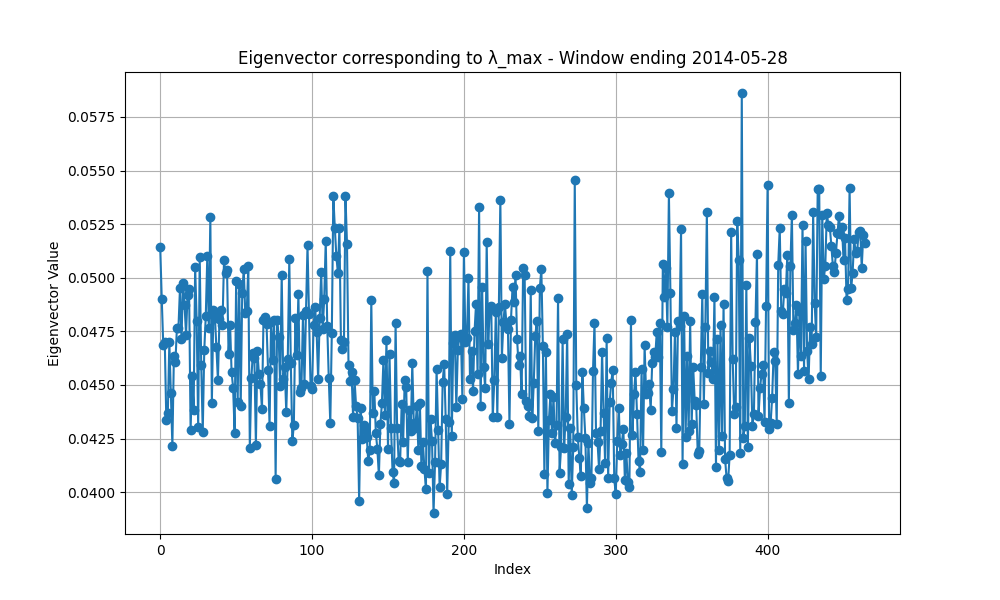 Eigenvector corresponding to λ_max - Window ending 2014-05-28
0.0575
0.0550
0.0525
0.0500
0.0475
0.0450
0.0425
0.0400
Eigenvector Value
0 100 200 300 400
Index